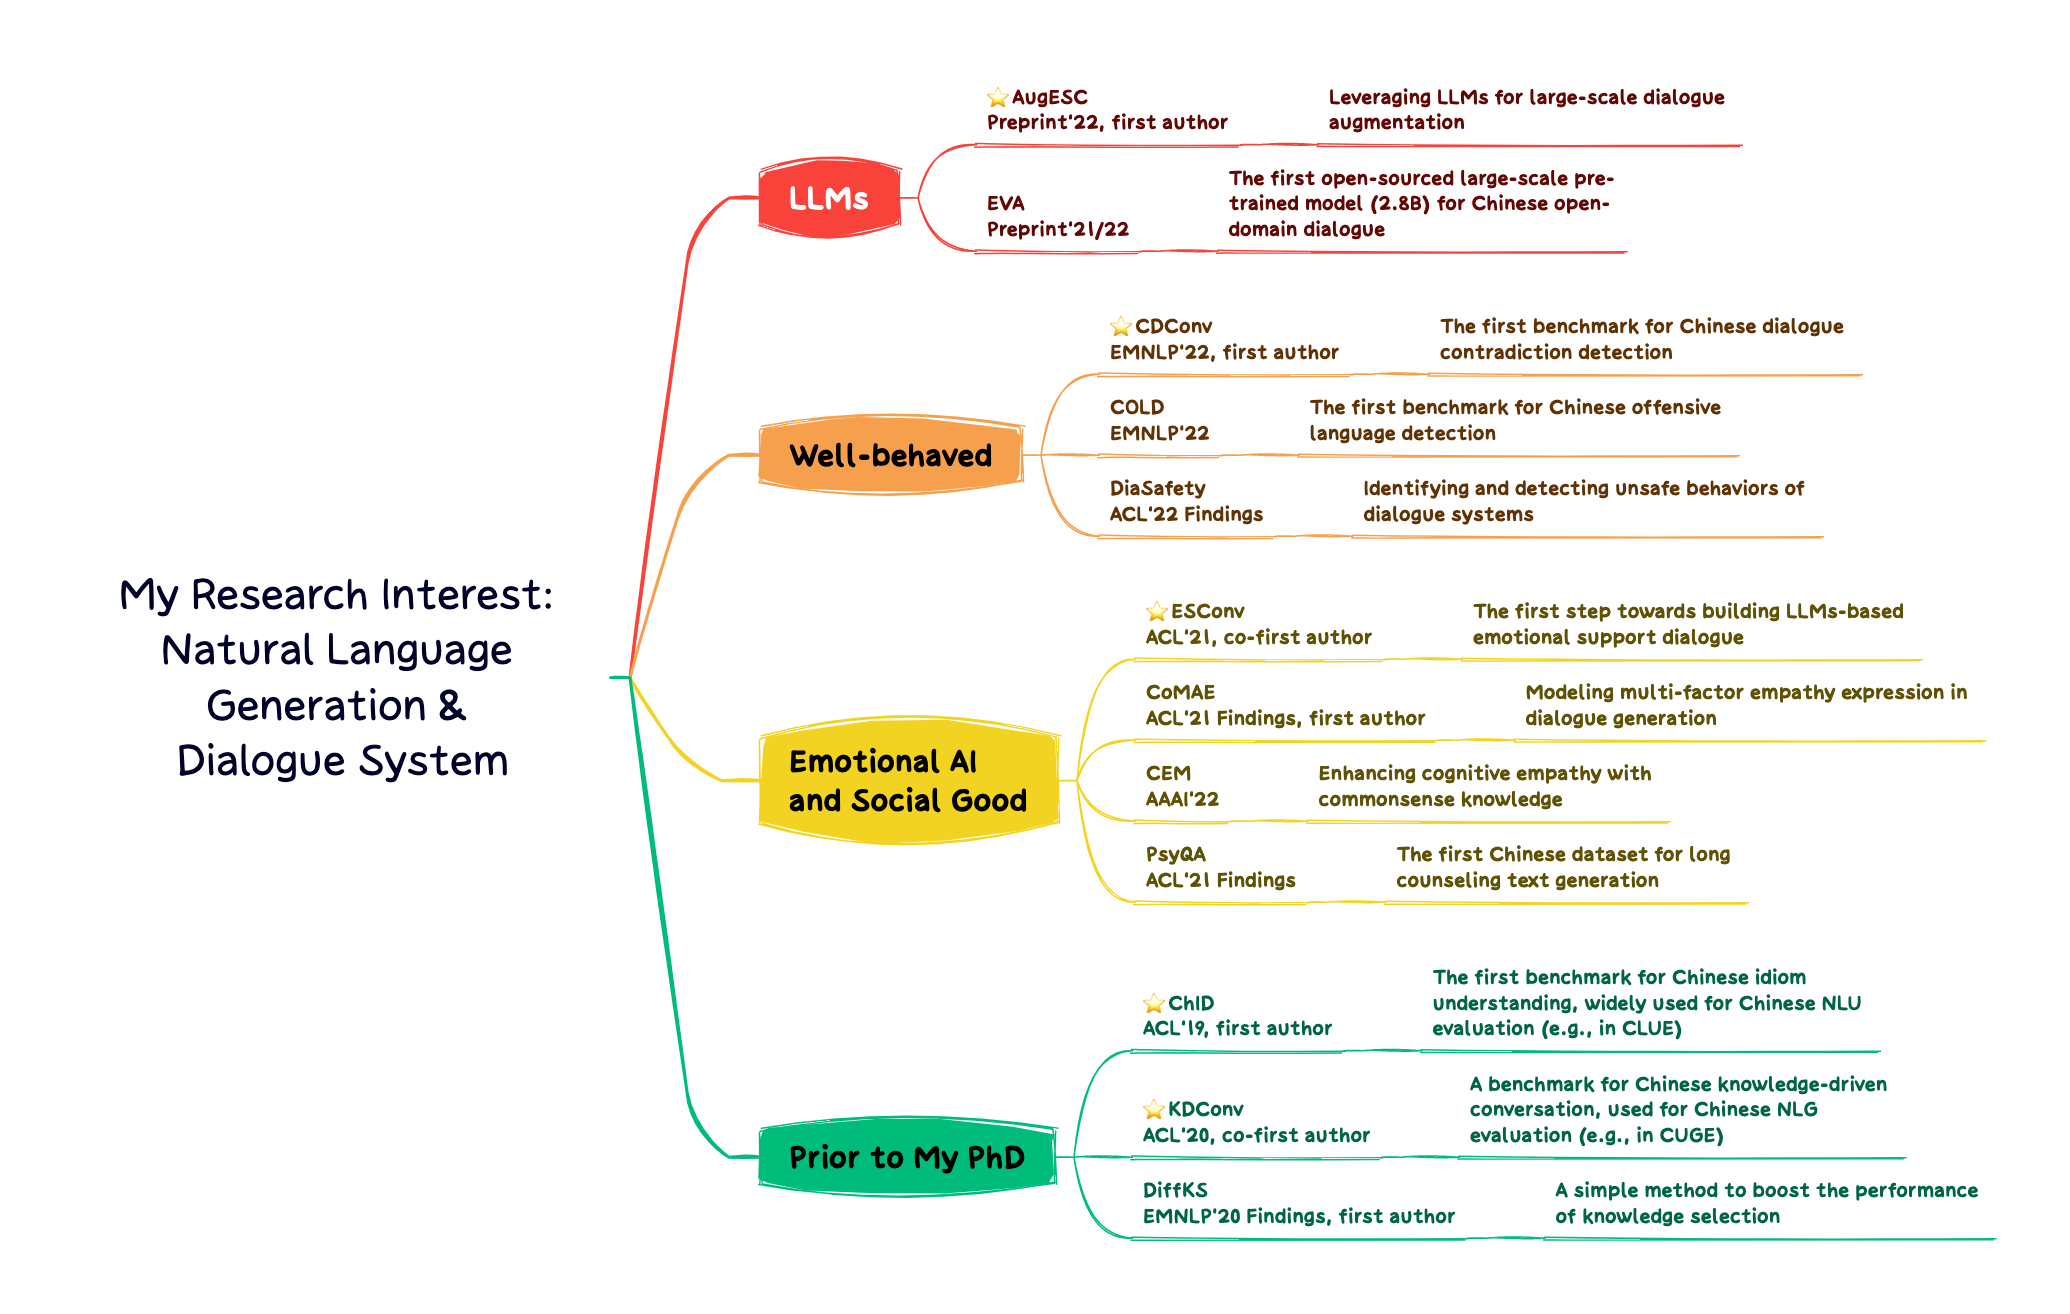 My Research Interest:
Natural Language
Generation &
Dialogue System
LLMs
⭐AugESC
Preprint'22, first author
Leveraging LLMs for large-scale dialogue
augmentation
EVA
Preprint'21/22
The first open-sourced large-scale pre-
trained model (2.8B) for Chinese open-
domain dialogue
Well-behaved
⭐CDConv
EMNLP'22, first author
The first benchmark for Chinese dialogue
contradiction detection
COLD
EMNLP'22
The first benchmark for Chinese offensive
language detection
DiaSafety
ACL'22 Findings
Identifying and detecting unsafe behaviors of
dialogue systems
Emotional AI
and Social Good
⭐ESConv
ACL'21, co-first author
The first step towards building LLMs-based
emotional support dialogue
CoMAE
ACL'21 Findings, first author
Modeling multi-factor empathy expression in
dialogue generation
CEM
AAAI'22
Enhancing cognitive empathy with
commonsense knowledge
PsyQA
ACL'21 Findings
The first Chinese dataset for long
counseling text generation
Prior to My PhD
⭐ChID
ACL'19, first author
The first benchmark for Chinese idiom
understanding, widely used for Chinese NLU
evaluation (e.g., in CLUE)
⭐KDConv
ACL'20, co-first author
A benchmark for Chinese knowledge-driven
conversation, used for Chinese NLG
evaluation (e.g., in CUGE)
DiffKS
EMNLP'20 Findings, first author
A simple method to boost the performance
of knowledge selection